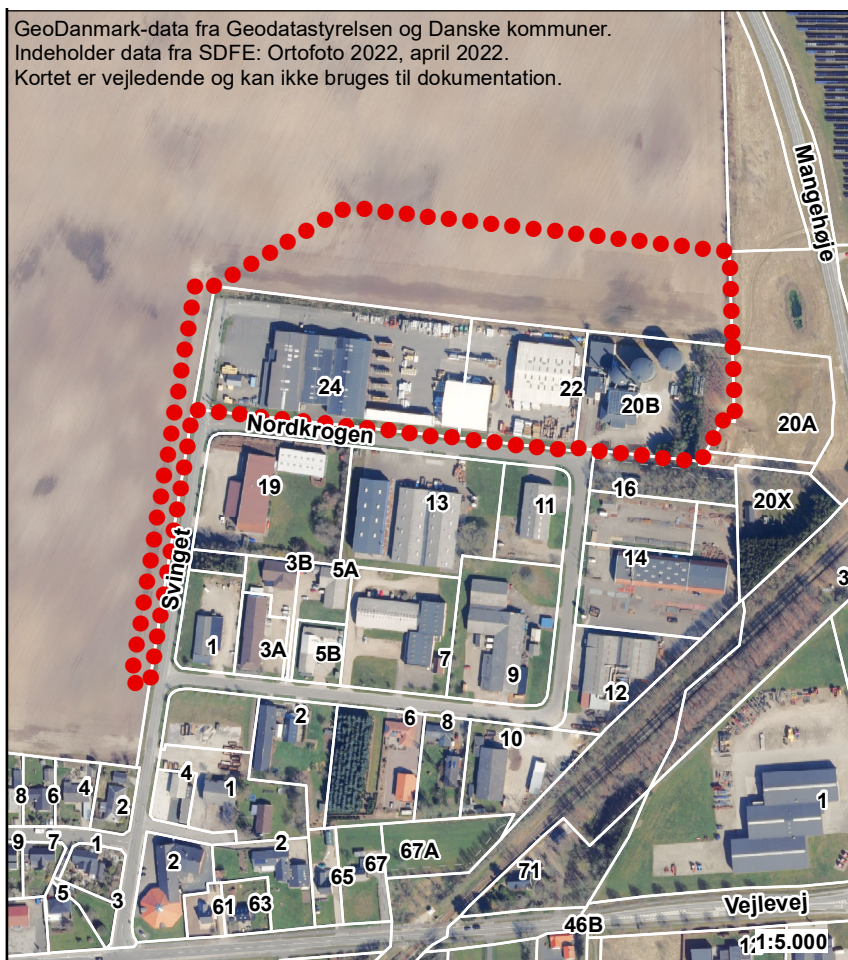 GeoDanmark-data fra Geodatastyrelsen og Danske kommuner.
Indeholder data fra SDFE: Ortofoto 2022, april 2022.
Kortet er vejledende og kan ikke bruges til dokumentation.
Mangehøje
24
22
20B
20A
Nordkrogen
19
13
11
16
20X
14
3B
5A
Svinget
3
1
3A
5B
7
9
12
2
6
8
10
8
6
4
2
4
1
1
9
7
1
2
2
65
67
67A
71
5
3
61
63
Vejlevej
46B
1:5.000